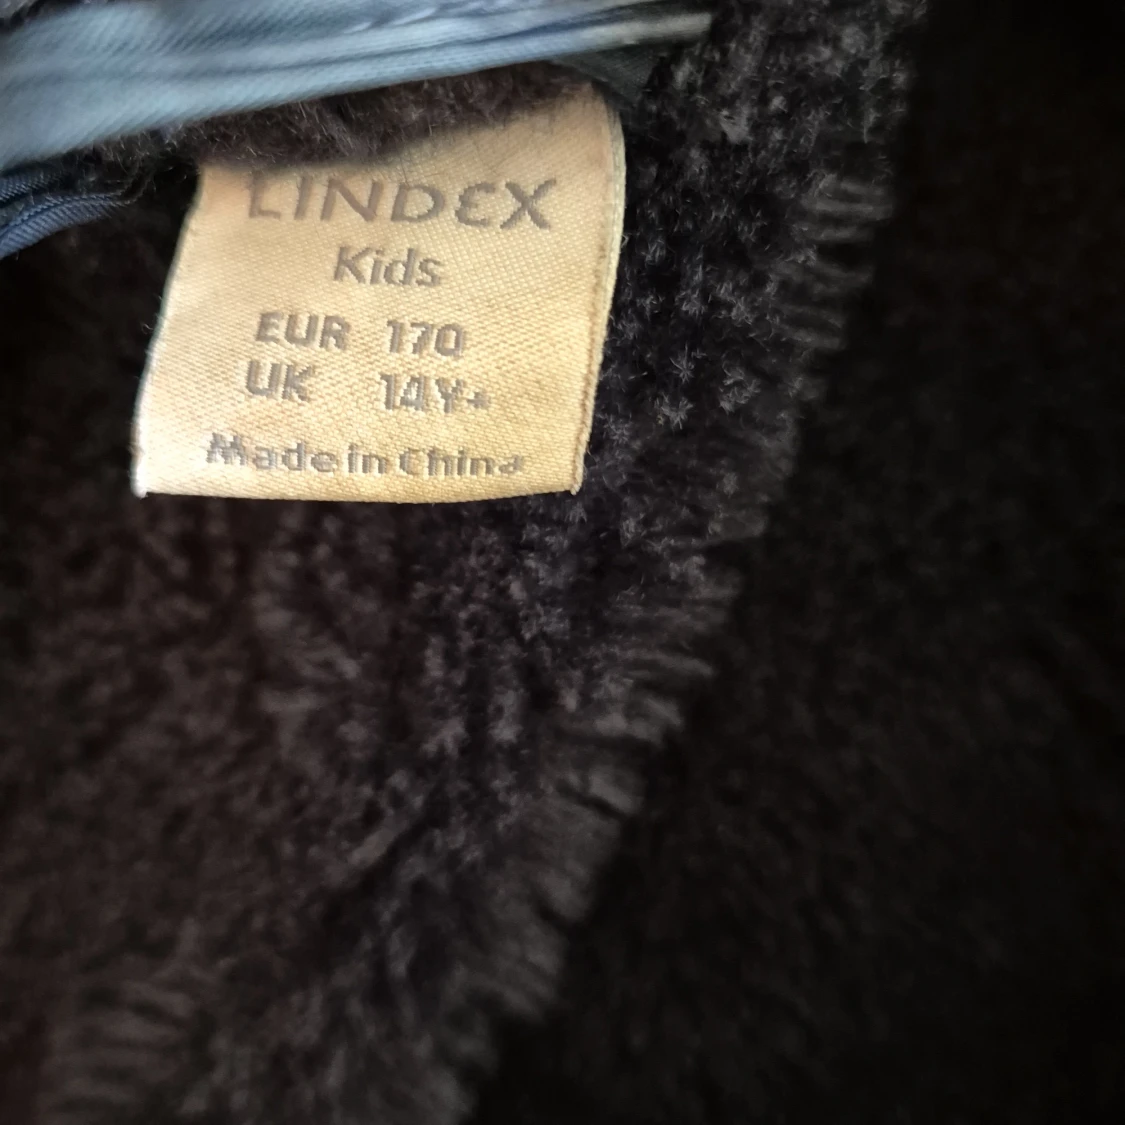 LINDEX
Kids
EUR 170
UK 14Y+
Made in China